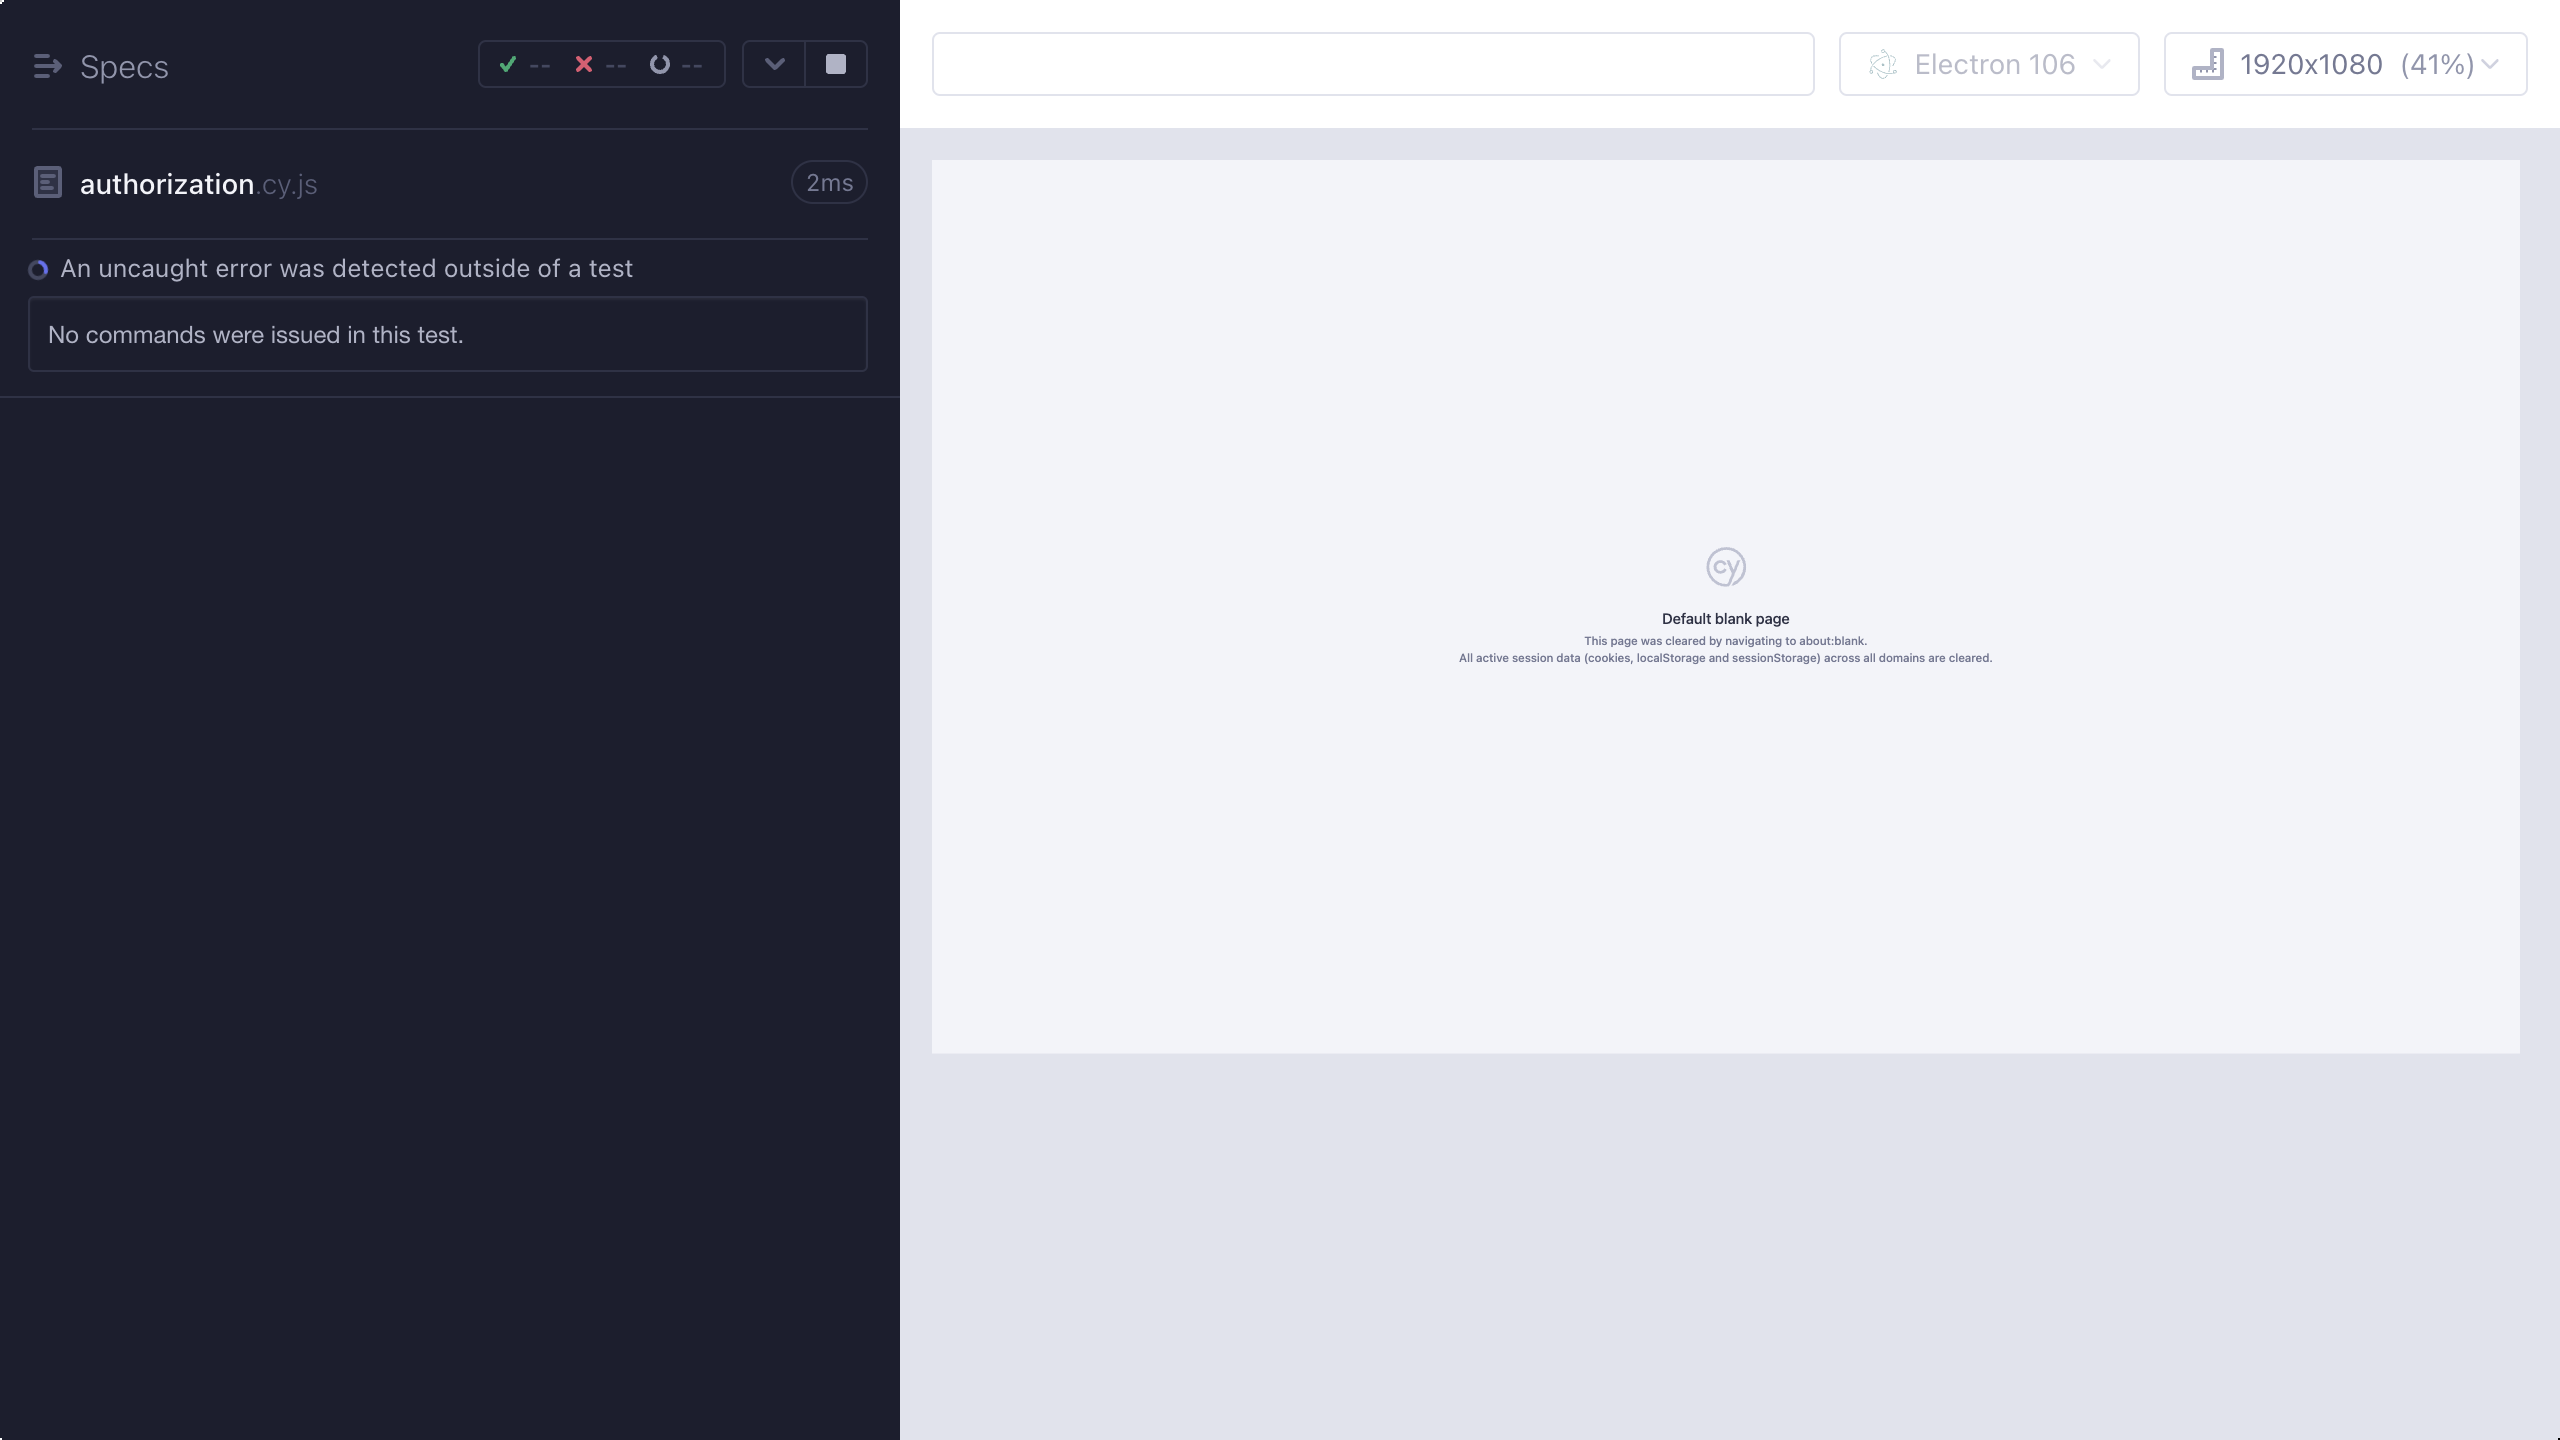 Specs
-- -- --
authorization.cy.js
2ms
An uncaught error was detected outside of a test
No commands were issued in this test.
Electron 106
1920x1080 (41%)
cy
Default blank page
This page was cleared by navigating to about:blank.
All active session data (cookies, localStorage and sessionStorage) across all domains are cleared.